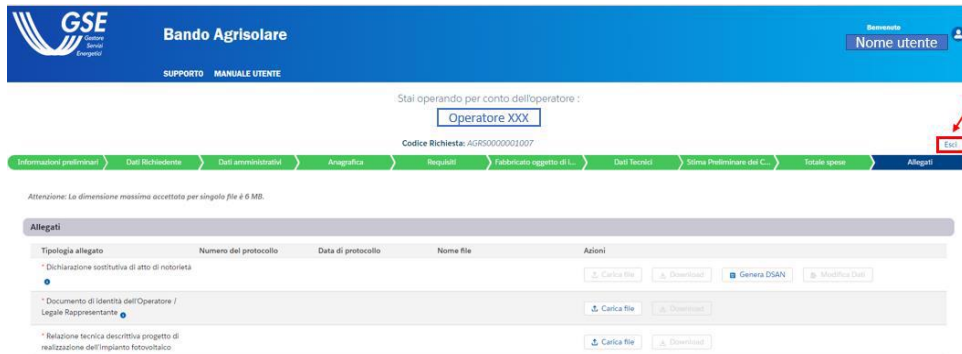 GSE
Gestore
Servizi
Energetici
Bando Agrisolare
Benvenuto
Nome utente
SUPPORTO MANUALE UTENTE
Stai operando per conto dell'operatore :
Operatore XXX
Codice Richiesta: AGRS0000001007
Esci
Informazioni preliminari Dati Richiedente Dati amministrativi Anagrafica Requisiti Fabbricato oggetto di i... Dati Tecnici Stima Preliminare dei C... Totale spese Allegati
Attenzione: La dimensione massima accettata per singolo file è 6 MB.
Allegati
Tipologia allegato Numero del protocollo Data di protocollo Nome file Azioni
* Dichiarazione sostitutiva di atto di notorietà
Carica file Download Genera DSAN Modifica Dati
* Documento di identità dell'Operatore /
Legale Rappresentante Carica file Download
* Relazione tecnica descrittiva progetto di
realizzazione dell'impianto fotovoltaico Carica file Download